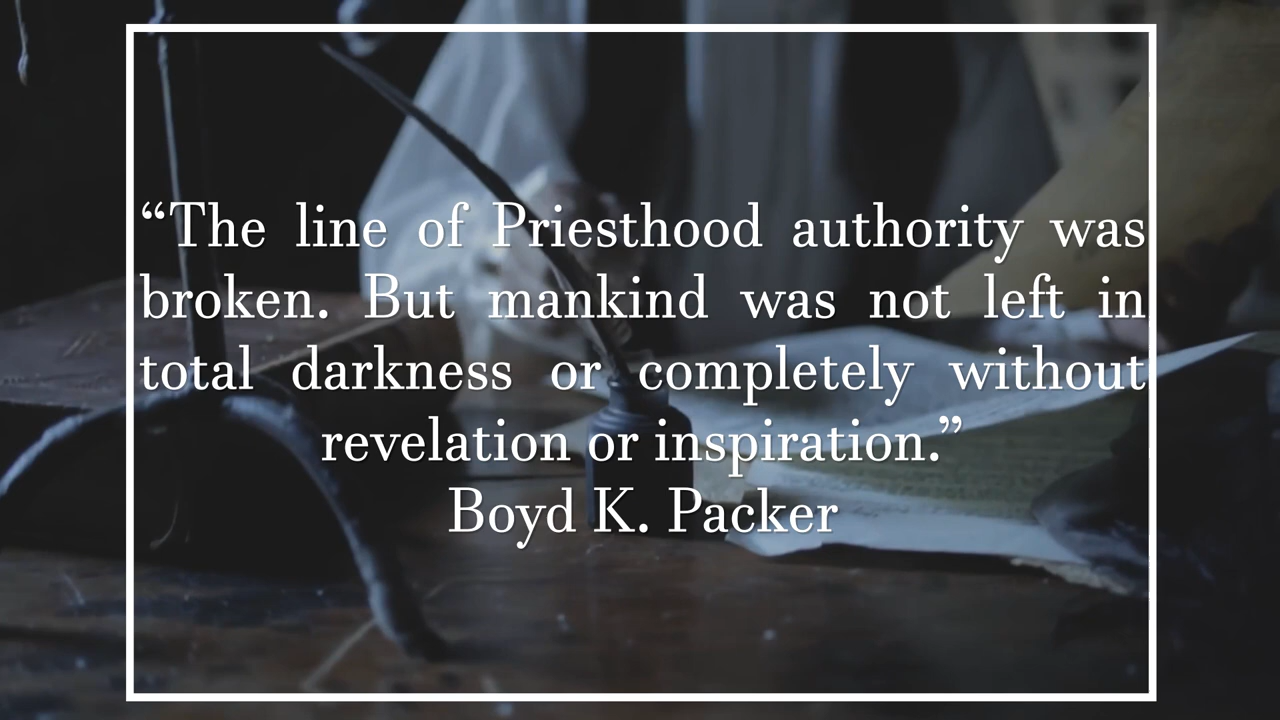 “The line of Priesthood authority was
broken. But mankind was not left in
total darkness or completely without
revelation or inspiration.”
Boyd K. Packer